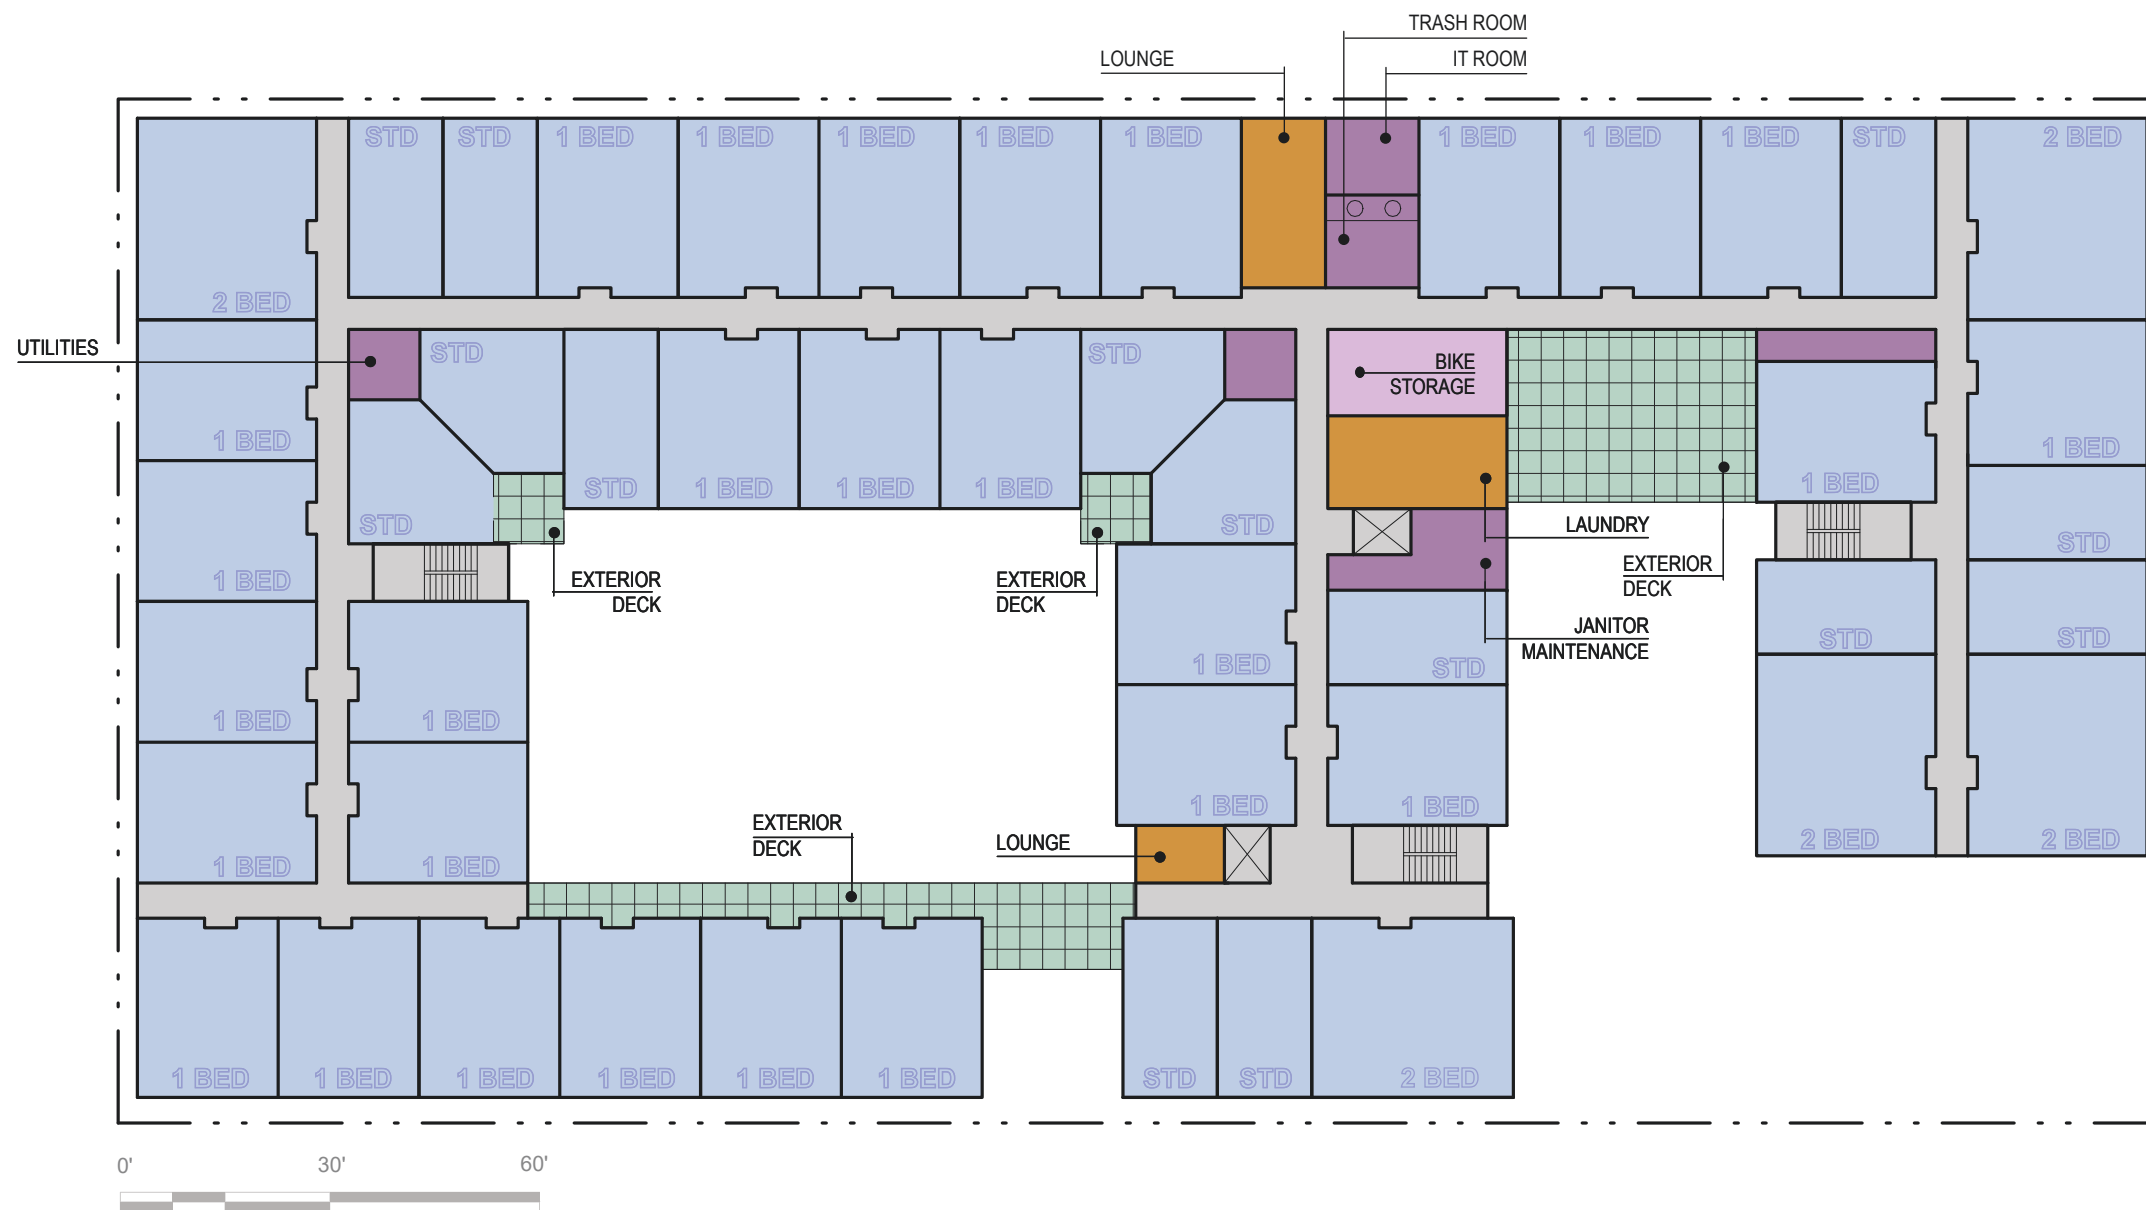 TRASH ROOM
LOUNGE
IT ROOM
STD
STD
1 BED
1 BED
1 BED
1 BED
1 BED
1 BED
1 BED
1 BED
STD
2 BED
2 BED
UTILITIES
STD
STD
BIKE
STORAGE
1 BED
1 BED
STD
1 BED
1 BED
1 BED
1 BED
STD
STD
LAUNDRY
STD
1 BED
EXTERIOR
DECK
EXTERIOR
DECK
EXTERIOR
DECK
JANITOR
MAINTENANCE
STD
STD
1 BED
STD
1 BED
1 BED
1 BED
1 BED
2 BED
2 BED
EXTERIOR
DECK
LOUNGE
1 BED
1 BED
1 BED
1 BED
1 BED
1 BED
1 BED
1 BED
STD
STD
2 BED
0'
30'
60'